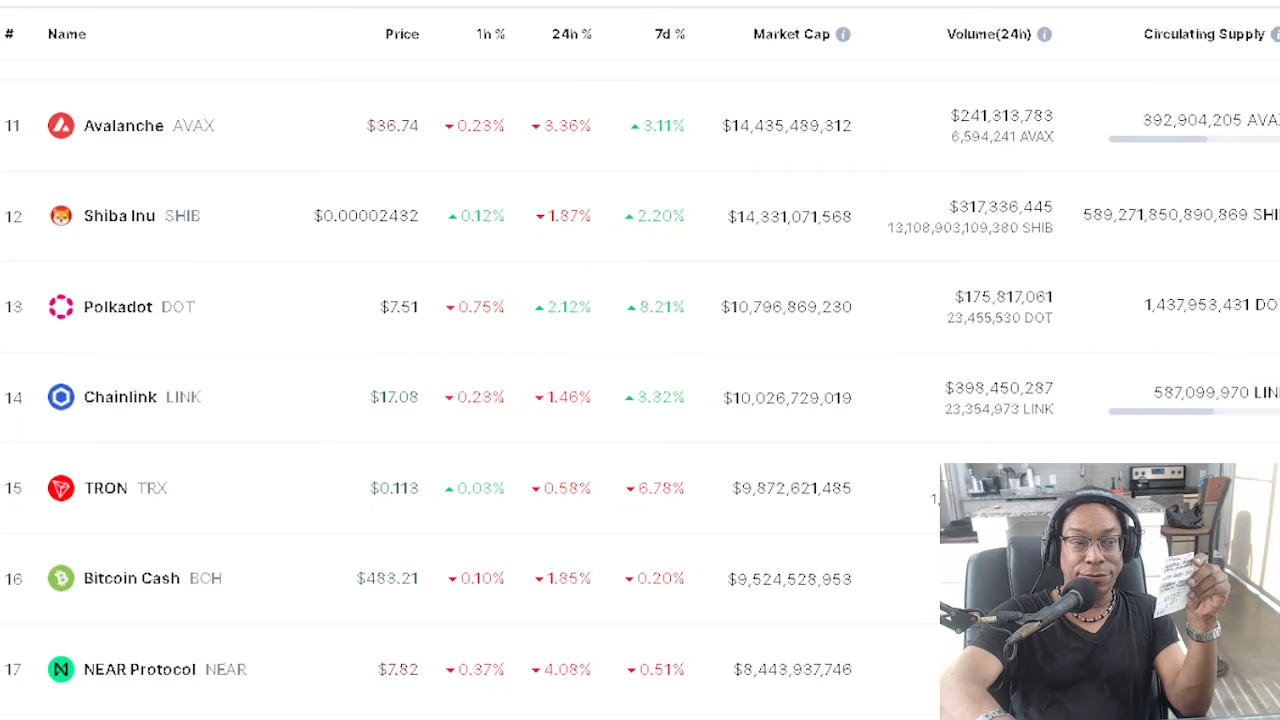 # Name Price 1h % 24h % 7d % Market Cap Volume(24h) Circulating Supply
11 Avalanche AVAX $36.74 0.23% 3.36% 3.11% $14,435,489,312 $241,313,783 392,904,205
6,594,241 AVAX
12 Shiba Inu SHIB $0.00002432 0.12% 1.87% 2.20% $14,331,071,568 $317,336,445 589,271,850,890,869
13,108,903,109,380 SHIB
13 Polkadot DOT $7.51 0.75% 2.12% 8.21% $10,796,869,230 $175,817,061 1,437,953,431
23,455,530 DOT
14 Chainlink LINK $17.08 0.23% 1.46% 3.32% $10,026,729,019 $398,450,287 587,099,970
23,354,973 LINK
15 TRON TRX $0.113 0.03% 0.58% 6.78% $9,872,621,485
16 Bitcoin Cash BCH $483.21 0.10% 1.85% 0.20% $9,524,528,953
17 NEAR Protocol NEAR $7.82 0.37% 4.08% 0.51% $8,443,937,746